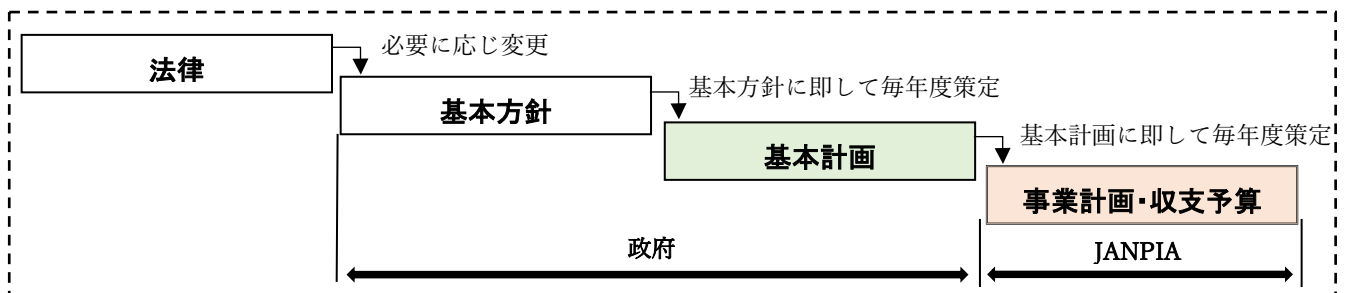 法律
必要に応じ変更
基本方針
基本方針に即して毎年度策定
基本計画
基本計画に即して毎年度策定
事業計画・収支予算
政府
JANPIA